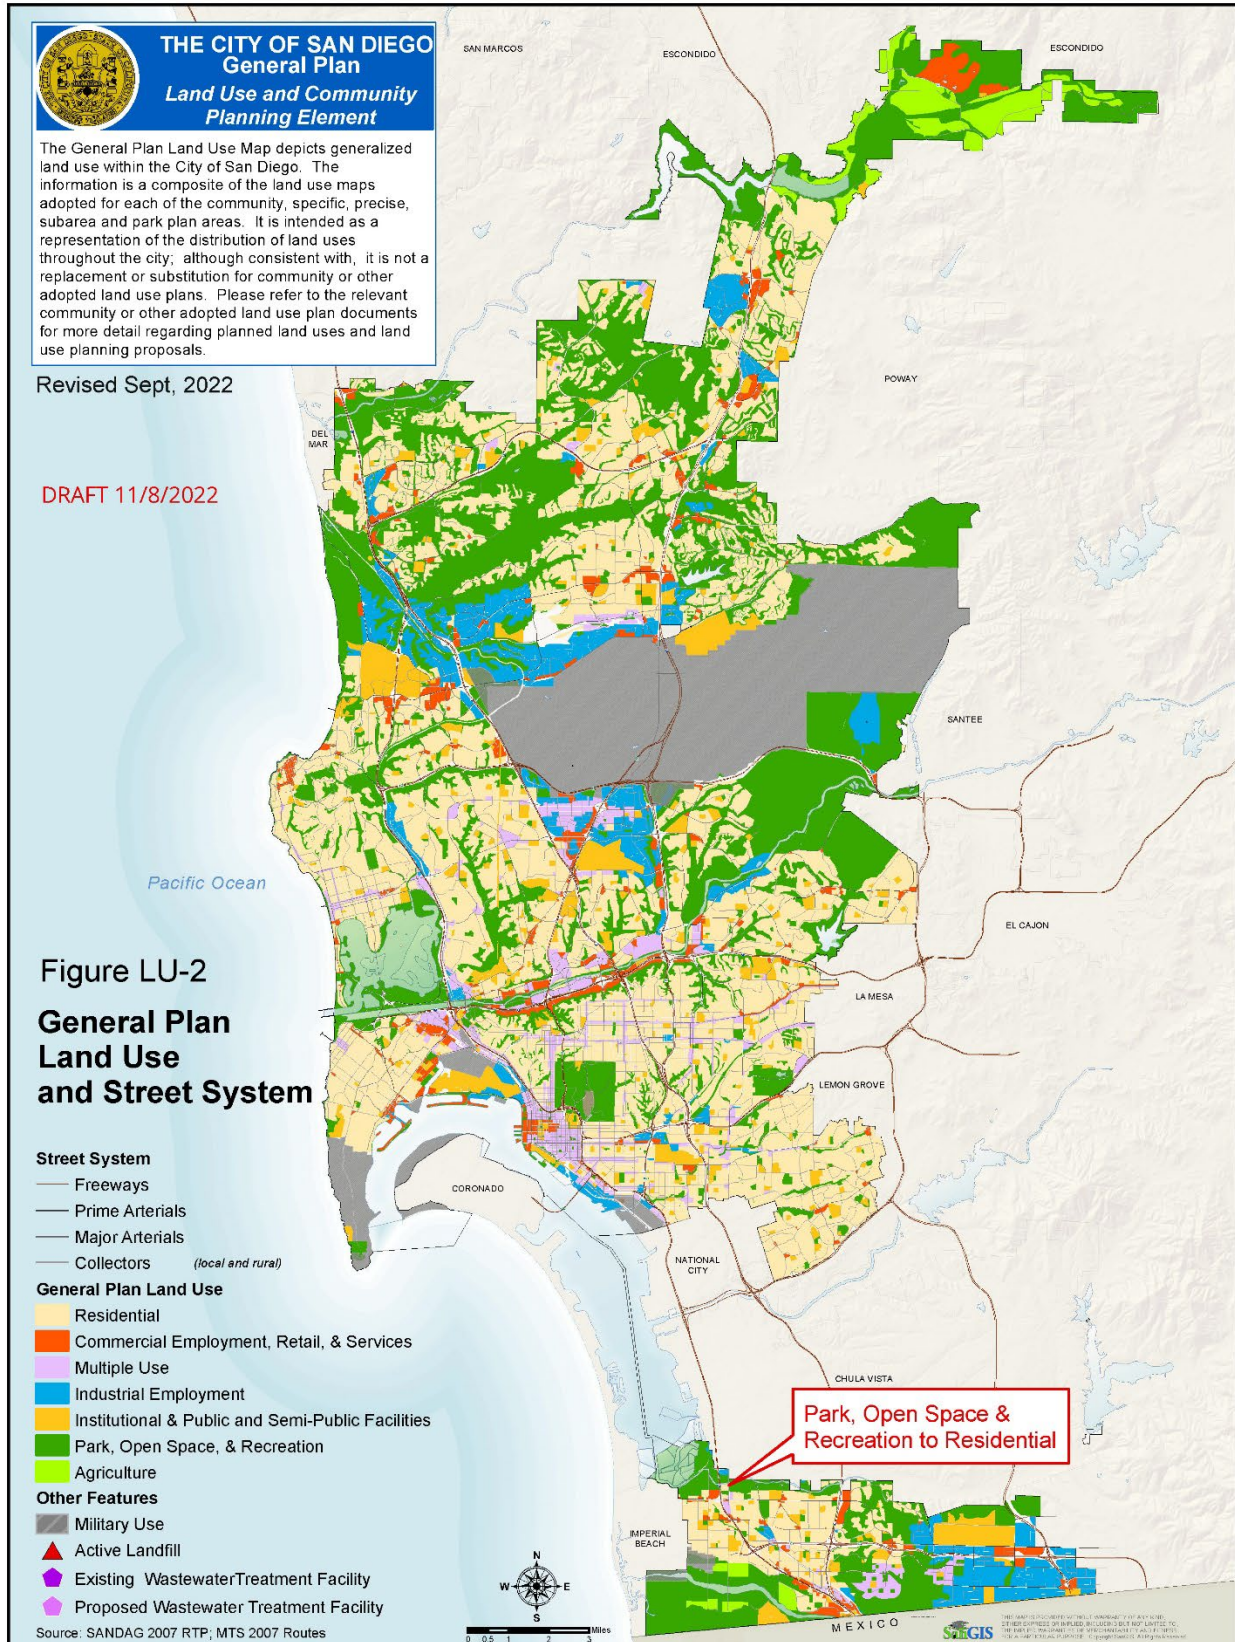 THE CITY OF SAN DIEGO
General Plan
Land Use and Community
Planning Element
The General Plan Land Use Map depicts generalized
land use within the City of San Diego. The
information is a composite of the land use maps
adopted for each of the community, specific, precise,
subarea and park plan areas. It is intended as a
representation of the distribution of land uses
throughout the city; although consistent with, it is not a
replacement or substitution for community or other
adopted land use plans. Please refer to the relevant
community or other adopted land use plan documents
for more detail regarding planned land uses and land
use planning proposals.
Revised Sept, 2022
DRAFT 11/8/2022
SAN MARCOS
ESCONDIDO
ESCONDIDO
POWAY
DEL
MAR
SANTEE
Pacific Ocean
EL CAJON
LA MESA
LEMON GROVE
CORONADO
NATIONAL
CITY
CHULA VISTA
Park, Open Space &
Recreation to Residential
IMPERIAL
BEACH
MEXICO
Figure LU-2
General Plan
Land Use
and Street System
Street System
Freeways
Prime Arterials
Major Arterials
Collectors (local and rural)
General Plan Land Use
Residential
Commercial Employment, Retail, & Services
Multiple Use
Industrial Employment
Institutional & Public and Semi-Public Facilities
Park, Open Space, & Recreation
Agriculture
Other Features
Military Use
Active Landfill
Existing WastewaterTreatment Facility
Proposed Wastewater Treatment Facility
Source: SANDAG 2007 RTP; MTS 2007 Routes
N
W E
S
0 0.5 1 2 3 Miles
SanGIS